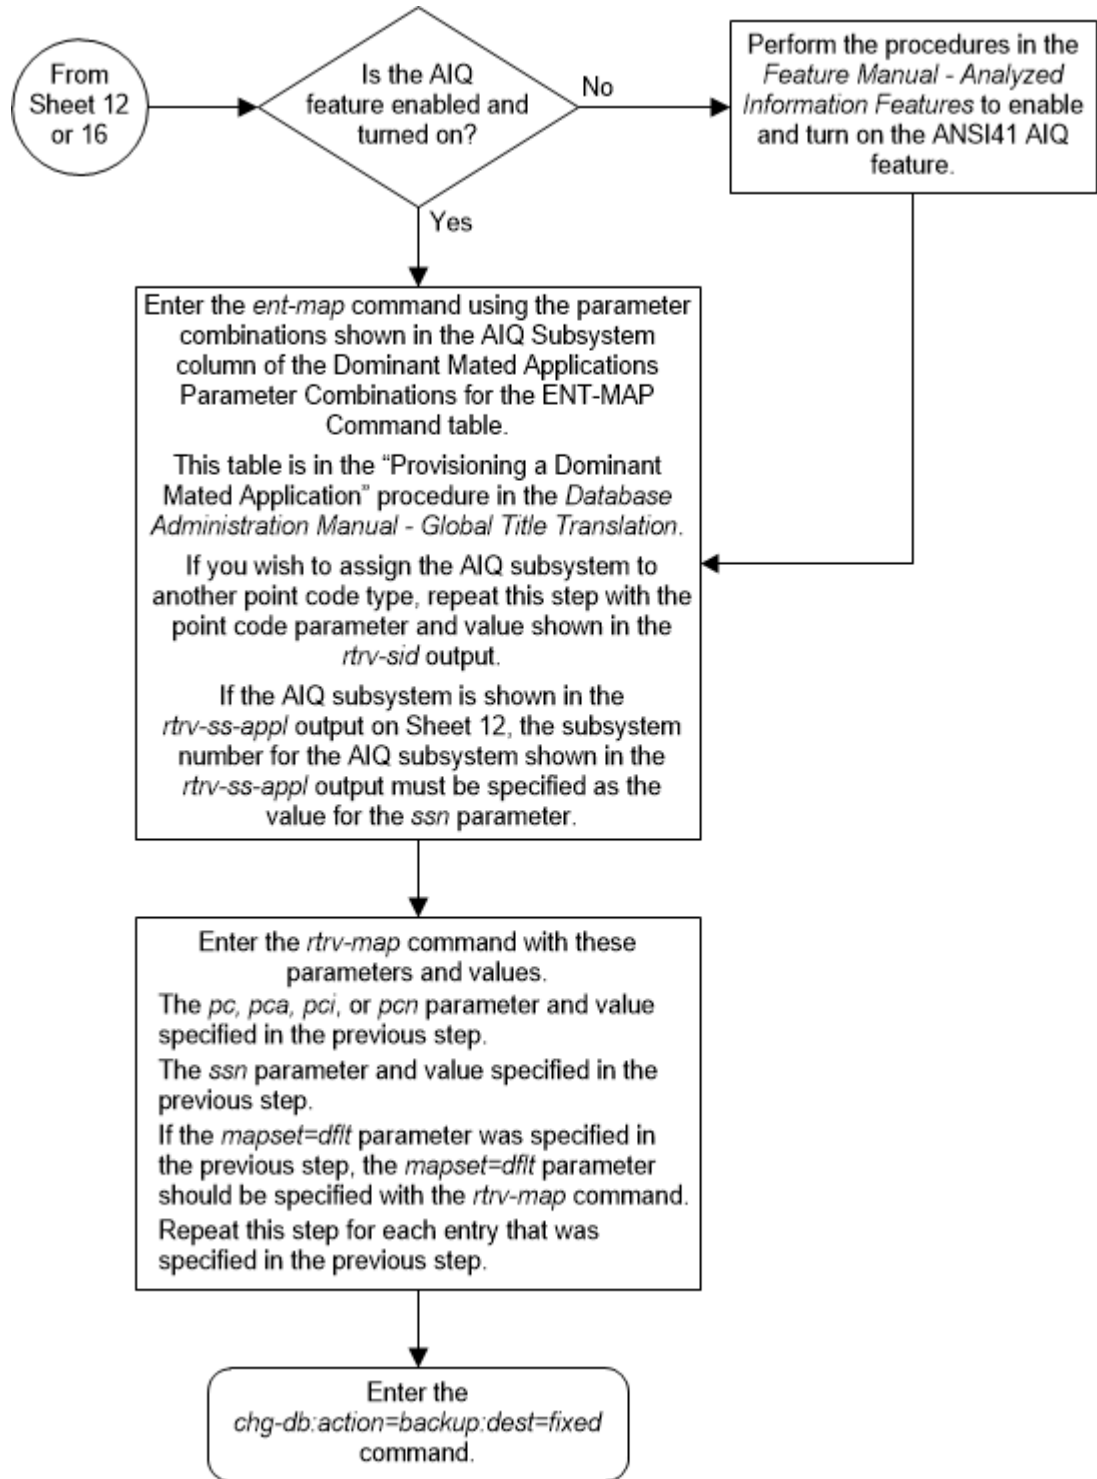 From
Sheet 12
or 16
Is the AIQ
feature enabled and
turned on?
No
Perform the procedures in the
Feature Manual - Analyzed
Information Features to enable
and turn on the ANSI41 AIQ
feature.
Yes
Enter the ent-map command using the parameter
combinations shown in the AIQ Subsystem
column of the Dominant Mated Applications
Parameter Combinations for the ENT-MAP
Command table.
This table is in the “Provisioning a Dominant
Mated Application” procedure in the Database
Administration Manual - Global Title Translation.
If you wish to assign the AIQ subsystem to
another point code type, repeat this step with the
point code parameter and value shown in the
rtrv-sid output.
If the AIQ subsystem is shown in the
rtrv-ss-appl output on Sheet 12, the subsystem
number for the AIQ subsystem shown in the
rtrv-ss-appl output must be specified as the
value for the ssn parameter.
Enter the rtrv-map command with these
parameters and values.
The pc, pca, pci, or pcn parameter and value
specified in the previous step.
The ssn parameter and value specified in the
previous step.
If the mapset=dflt parameter was specified in
the previous step, the mapset=dflt parameter
should be specified with the rtrv-map command.
Repeat this step for each entry that was
specified in the previous step.
Enter the
chg-db:action=backup:dest=fixed
command.